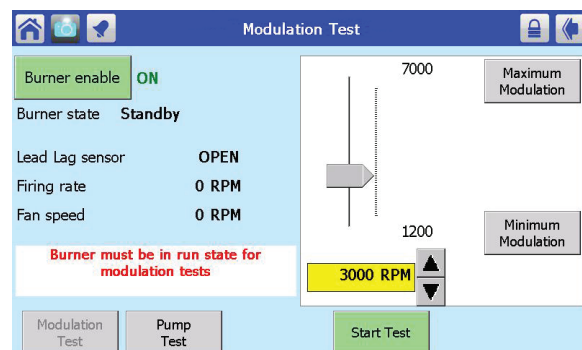 Modulation Test
Burner enable ON
Burner state Standby
Lead Lag sensor OPEN
Firing rate 0 RPM
Fan speed 0 RPM
Burner must be in run state for
modulation tests
Modulation
Test
Pump
Test
7000
1200
3000 RPM
Start Test
Maximum
Modulation
Minimum
Modulation